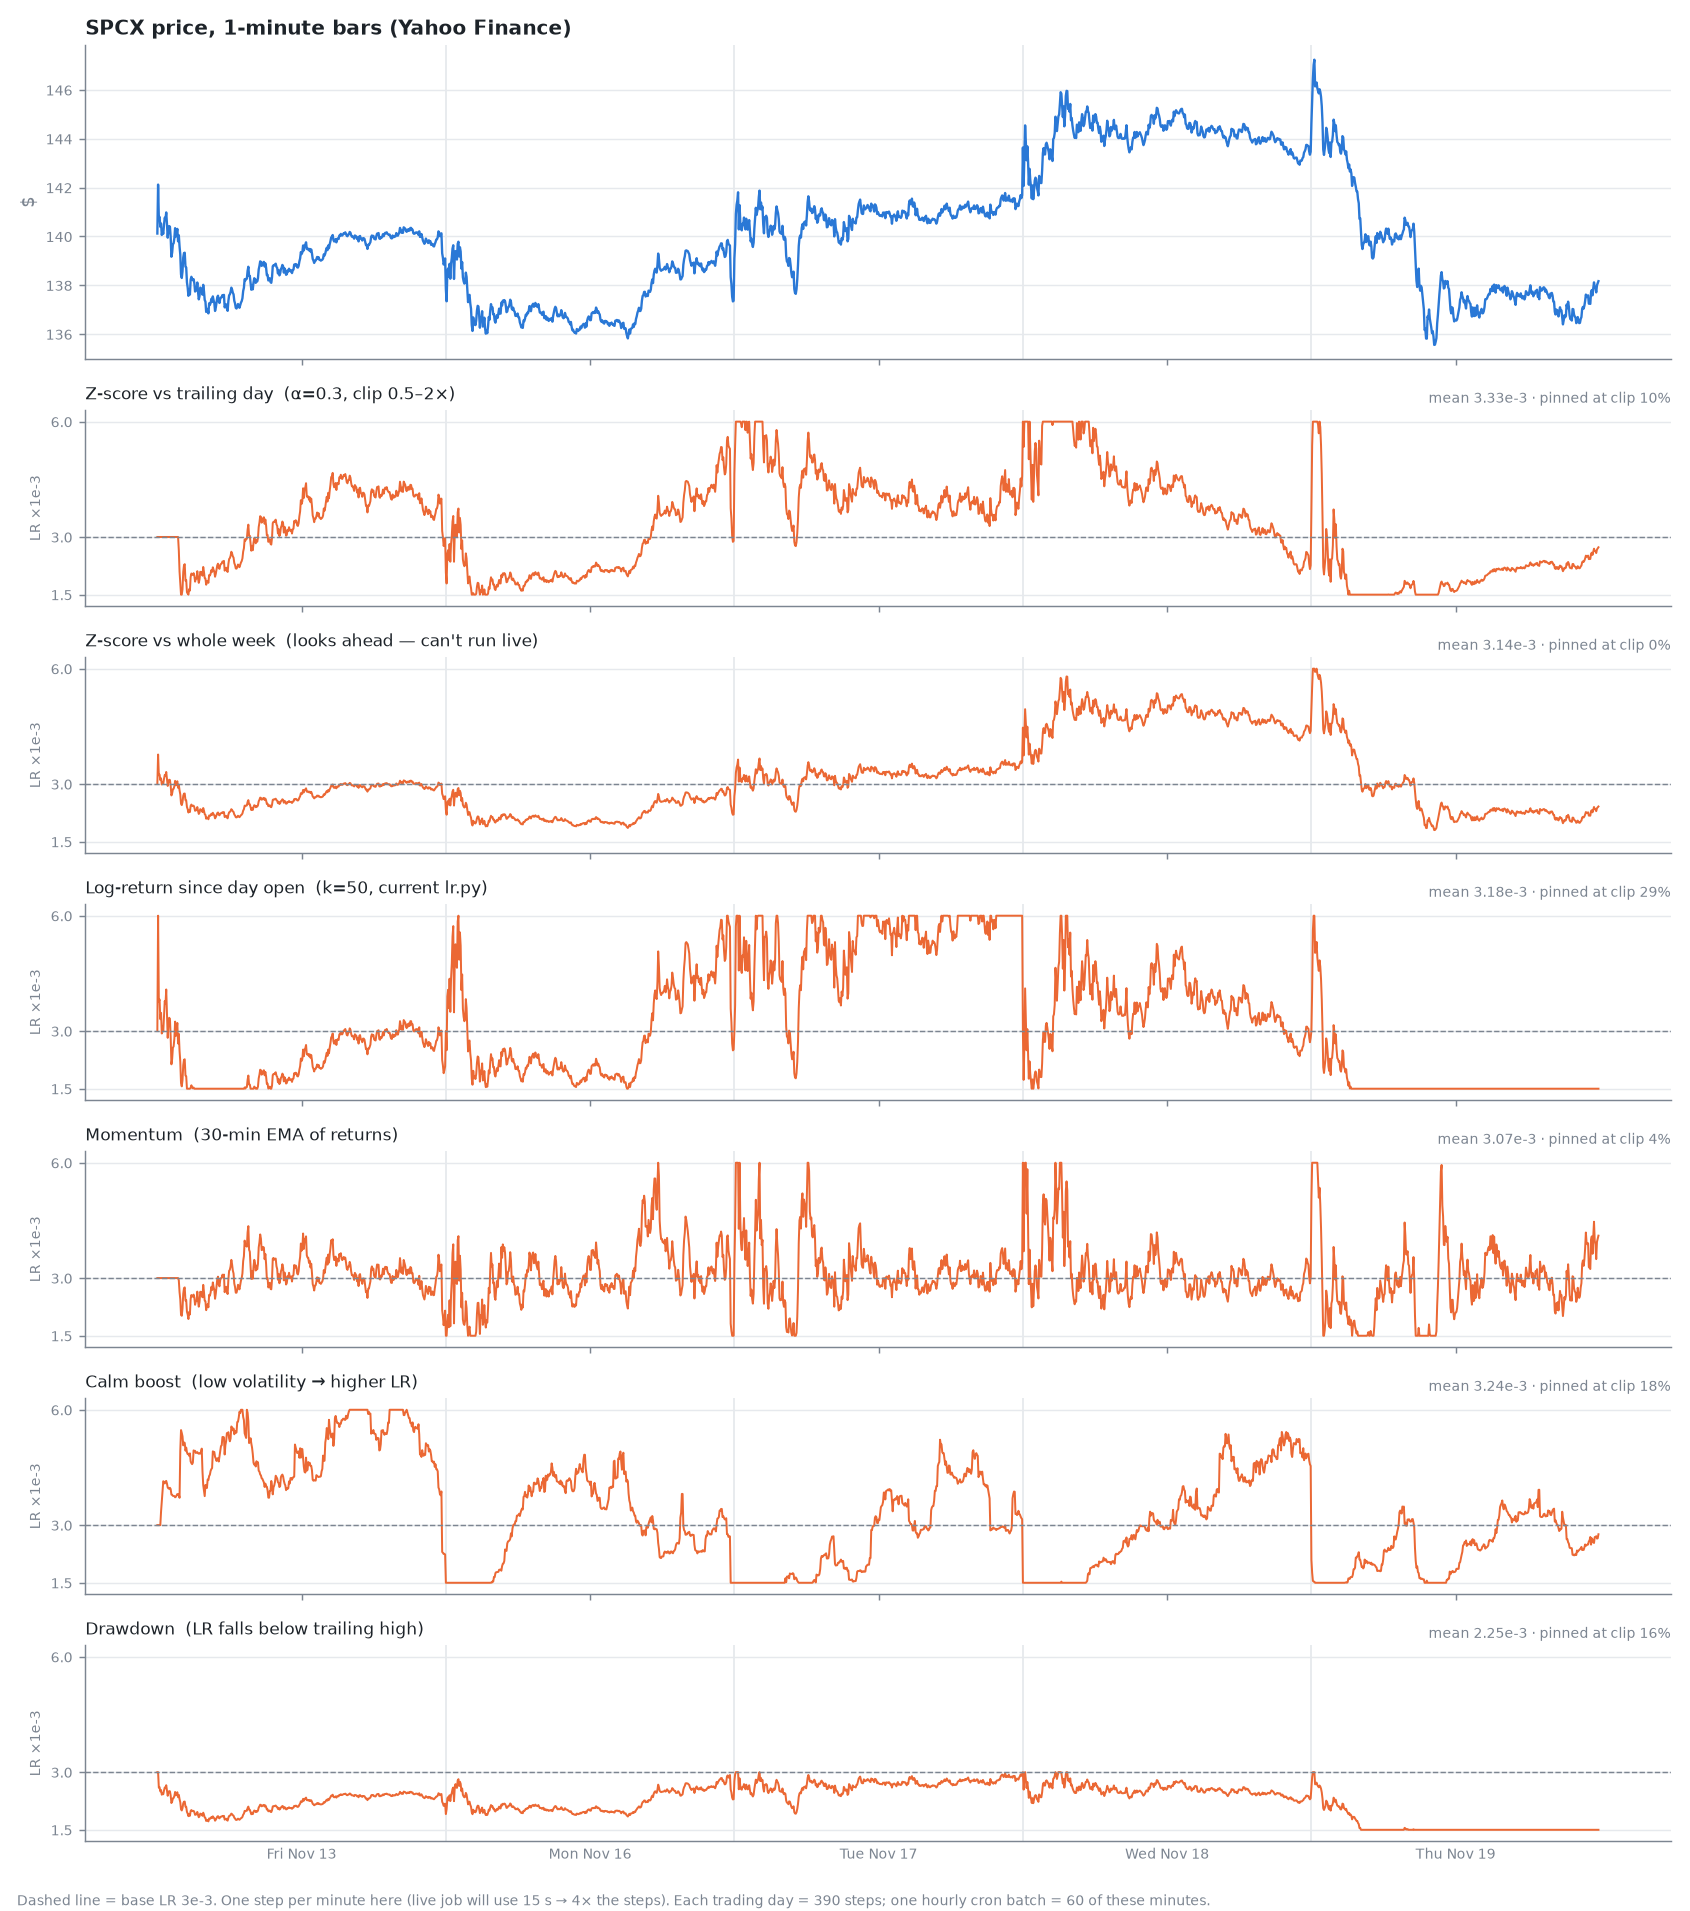 SPCX price, 1-minute bars (Yahoo Finance)
146
144
142
$
140
138
136
Z-score vs trailing day (α=0.3, clip 0.5–2×)
mean 3.33e-3 · pinned at clip 10%
6.0
LR ×1e-3
3.0
1.5
Z-score vs whole week (looks ahead — can't run live)
mean 3.14e-3 · pinned at clip 0%
6.0
LR ×1e-3
3.0
1.5
Log-return since day open (k=50, current lr.py)
mean 3.18e-3 · pinned at clip 29%
6.0
LR ×1e-3
3.0
1.5
Momentum (30-min EMA of returns)
mean 3.07e-3 · pinned at clip 4%
6.0
LR ×1e-3
3.0
1.5
Calm boost (low volatility → higher LR)
mean 3.24e-3 · pinned at clip 18%
6.0
LR ×1e-3
3.0
1.5
Drawdown (LR falls below trailing high)
mean 2.25e-3 · pinned at clip 16%
6.0
LR ×1e-3
3.0
1.5
Fri Nov 13
Mon Nov 16
Tue Nov 17
Wed Nov 18
Thu Nov 19
Dashed line = base LR 3e-3. One step per minute here (live job will use 15 s → 4× the steps). Each trading day = 390 steps; one hourly cron batch = 60 of these minutes.